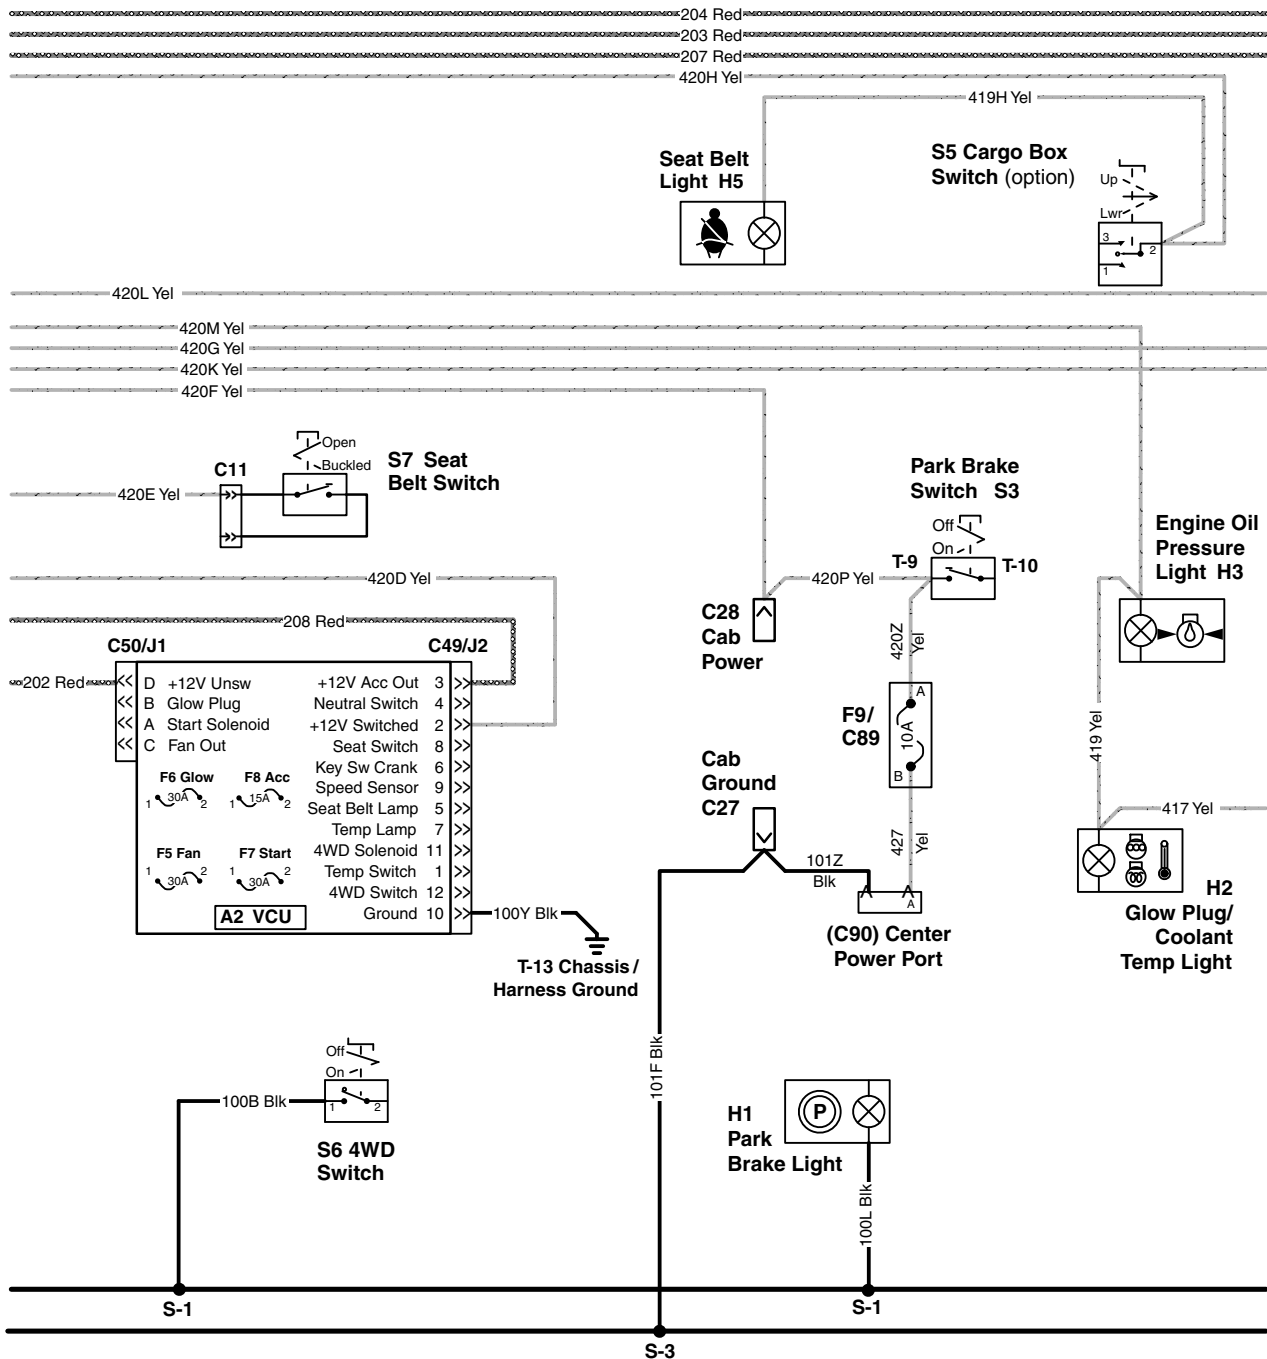 204 Red
203 Red
207 Red
420H Yel
419H Yel
Seat Belt
Light H5
S5 Cargo Box
Switch (option)
Up
Lwr
3
2
1
420L Yel
420M Yel
420G Yel
420K Yel
420F Yel
Open
Buckled
C11
S7 Seat
Belt Switch
420E Yel
Park Brake
Switch S3
Off
On
T-9
T-10
Engine Oil
Pressure
Light H3
420D Yel
420P Yel
208 Red
C28
Cab
Power
420Z
Yel
C50/J1
C49/J2
202 Red
D +12V Unsw
B Glow Plug
A Start Solenoid
C Fan Out
+12V Acc Out 3
Neutral Switch 4
+12V Switched 2
Seat Switch 8
Key Sw Crank 6
Speed Sensor 9
Seat Belt Lamp 5
Temp Lamp 7
4WD Solenoid 11
Temp Switch 1
4WD Switch 12
Ground 10
F6 Glow
1 30A 2
F8 Acc
1 15A 2
F5 Fan
1 30A 2
F7 Start
1 30A 2
A2 VCU
100Y Blk
T-13 Chassis/
Harness Ground
F9/
C89
A
10A
B
419 Yel
417 Yel
Cab
Ground
C27
427
Yel
101Z
Blk
A
(C90) Center
Power Port
H2
Glow Plug/
Coolant
Temp Light
Off
On
1
2
100B Blk
S6 4WD
Switch
101F Blk
H1
Park
Brake Light
P
100L Blk
S-1
S-1
S-3